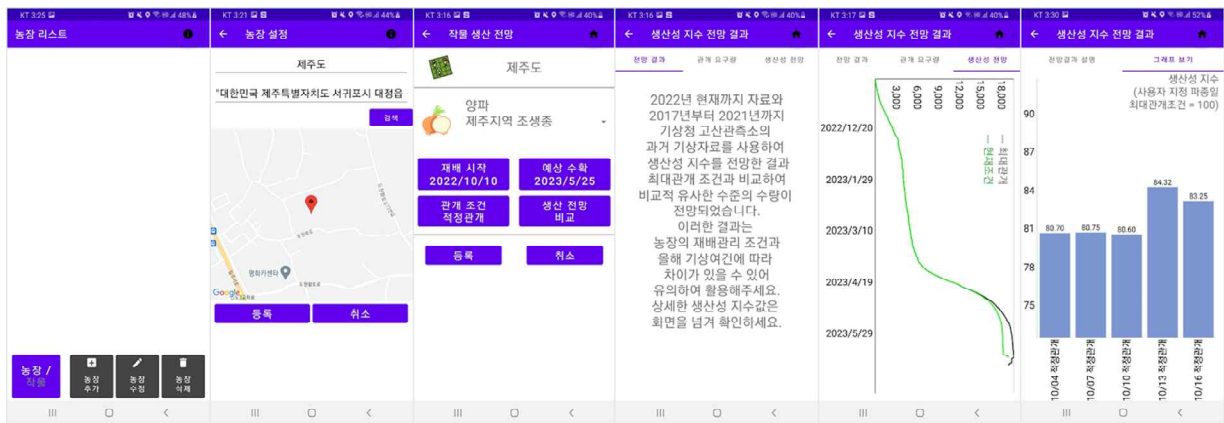 KT 3:25
48%
농장 리스트
농장 /
작물
농장
추가
농장
수정
농장
삭제
KT 3:21
44%
농장 설정
제주도
"대한민국 제주특별자치도 서귀포시 대정읍
검색
평화카센타
Google
등록
취소
KT 3:16
40%
작물 생산 전망
제주도
양파
제주지역 조생종
재배 시작
2022/10/10
예상 수확
2023/5/25
관개 조건
적정관개
생산 전망
비교
등록
취소
KT 3:16
40%
생산성 지수 전망 결과
전망 결과
관개 요구량
생산성 전망
2022년 현재까지 자료와
2017년부터 2021년까지
기상청 고산관측소의
과거 기상자료를 사용하여
생산성 지수를 전망한 결과
최대관개 조건과 비교하여
비교적 유사한 수준의 수량이
전망되었습니다.
이러한 결과는
농장의 재배관리 조건과
올해 기상여건에 따라
차이가 있을 수 있어
유의하여 활용해주세요.
상세한 생산성 지수값은
화면을 넘겨 확인하세요.
KT 3:17
40%
생산성 지수 전망 결과
전망 결과
관개 요구량
생산성 전망
18,000
15,000
12,000
9,000
6,000
3,000
최대관개
현재조건
2022/12/20
2023/1/29
2023/3/10
2023/4/19
2023/5/29
KT 3:30
52%
생산성 지수 전망 결과
전망결과 설명
그래프 보기
생산성 지수
(사용자 지정 파종일
최대관개조건 = 100)
90
87
84
81
78
75
80.70
80.75
80.60
84.32
83.25
10/04 적정관개
10/07 적정관개
10/10 적정관개
10/13 적정관개
10/16 적정관개